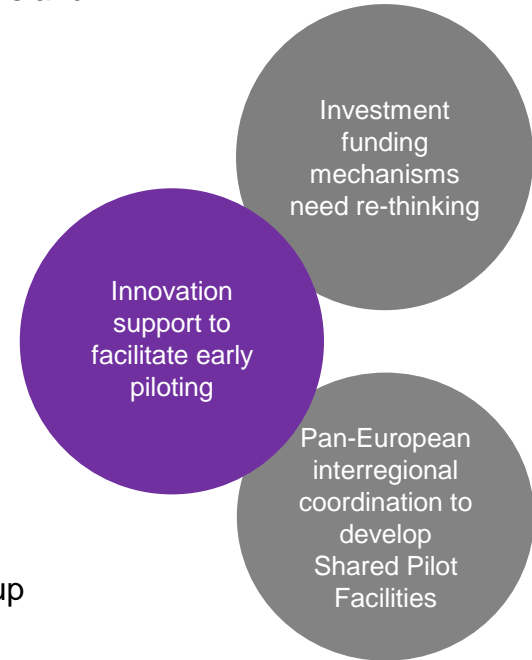 Investment
funding
mechanisms
need re-thinking
Innovation
support to
facilitate early
piloting
Pan-European
interregional
coordination to
develop
Shared Pilot
Facilities
up